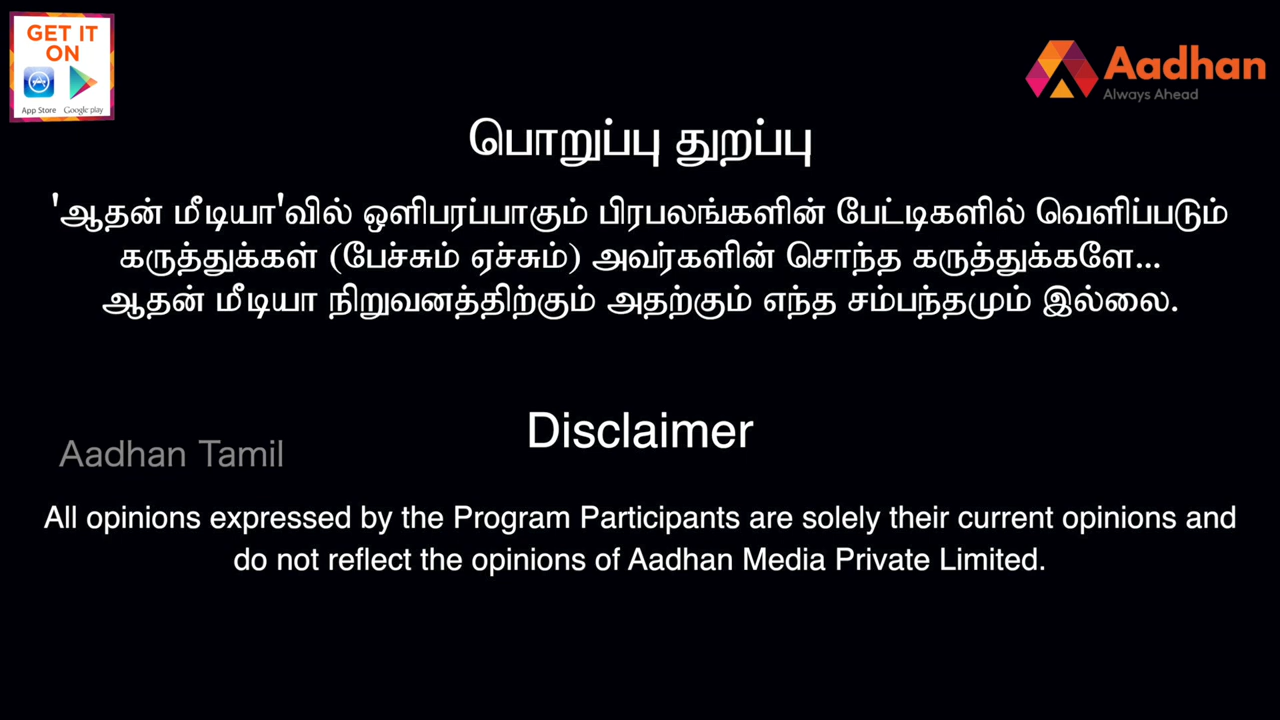 GET IT
ON
App Store Google play
Aadhan
Always Ahead
பொறுப்பு துறப்பு
'ஆதன் மீடியா'வில் ஒளிபரப்பாகும் பிரபலங்களின் பேட்டிகளில் வெளிப்படும்
கருத்துக்கள் (பேச்சும் ஏச்சும்) அவர்களின் சொந்த கருத்துக்களே...
ஆதன் மீடியா நிறுவனத்திற்கும் அதற்கும் எந்த சம்பந்தமும் இல்லை.
Disclaimer
Aadhan Tamil
All opinions expressed by the Program Participants are solely their current opinions and
do not reflect the opinions of Aadhan Media Private Limited.